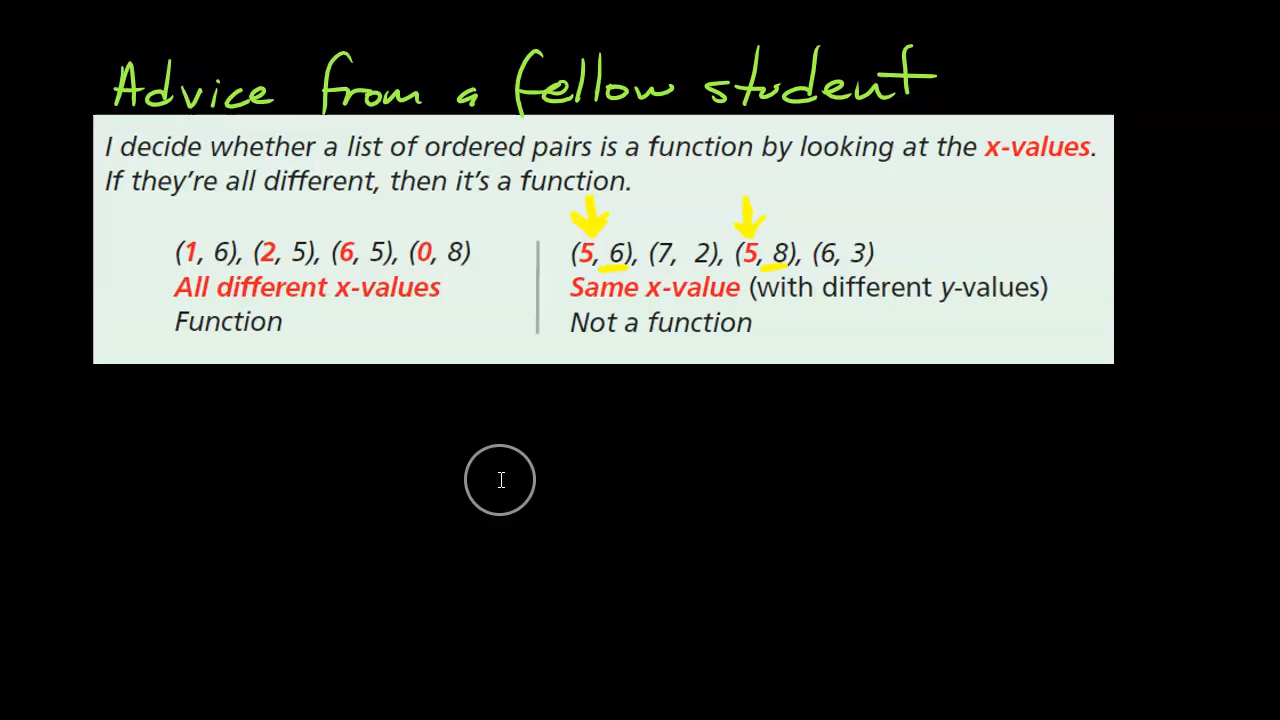 Advice from a fellow student
I decide whether a list of ordered pairs is a function by looking at the x-values.
If they're all different, then it's a function.
(1, 6), (2, 5), (6, 5), (0, 8)
All different x-values
Function
(5, 6), (7, 2), (5, 8), (6, 3)
Same x-value (with different y-values)
Not a function